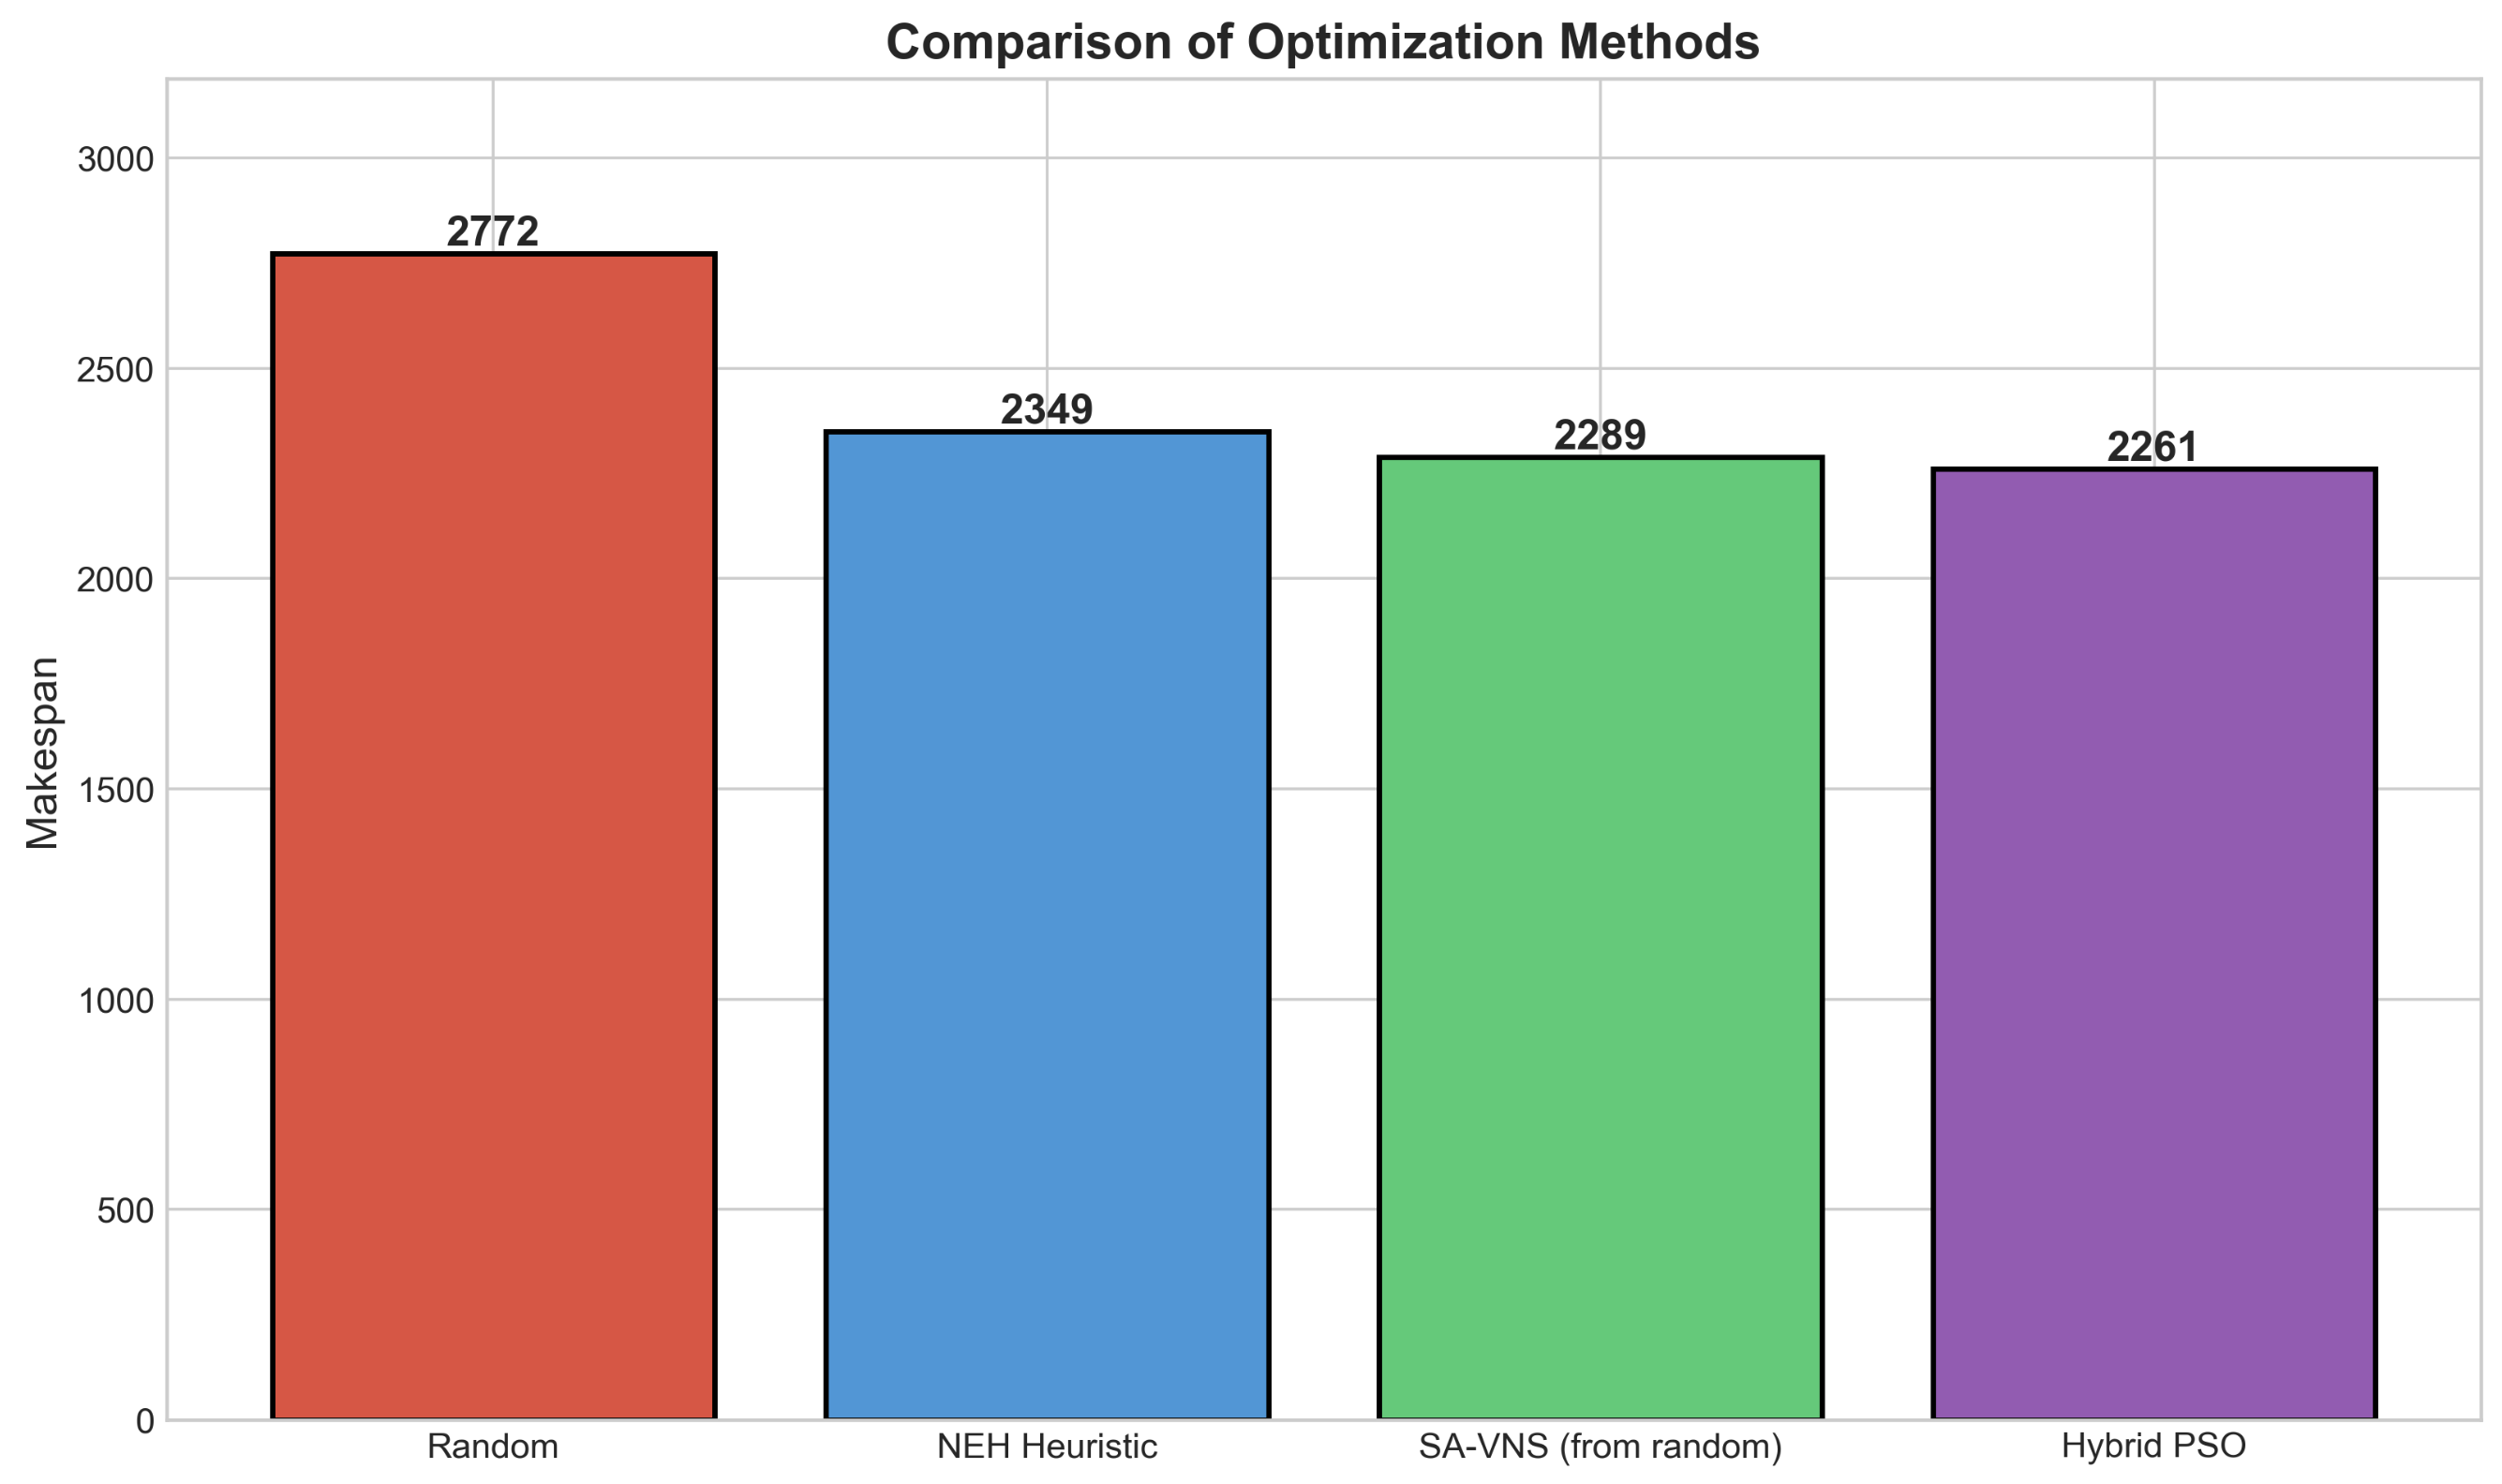 Comparison of Optimization Methods
Makespan
3000
2500
2000
1500
1000
500
0
2772
2349
2289
2261
Random
NEH Heuristic
SA-VNS (from random)
Hybrid PSO